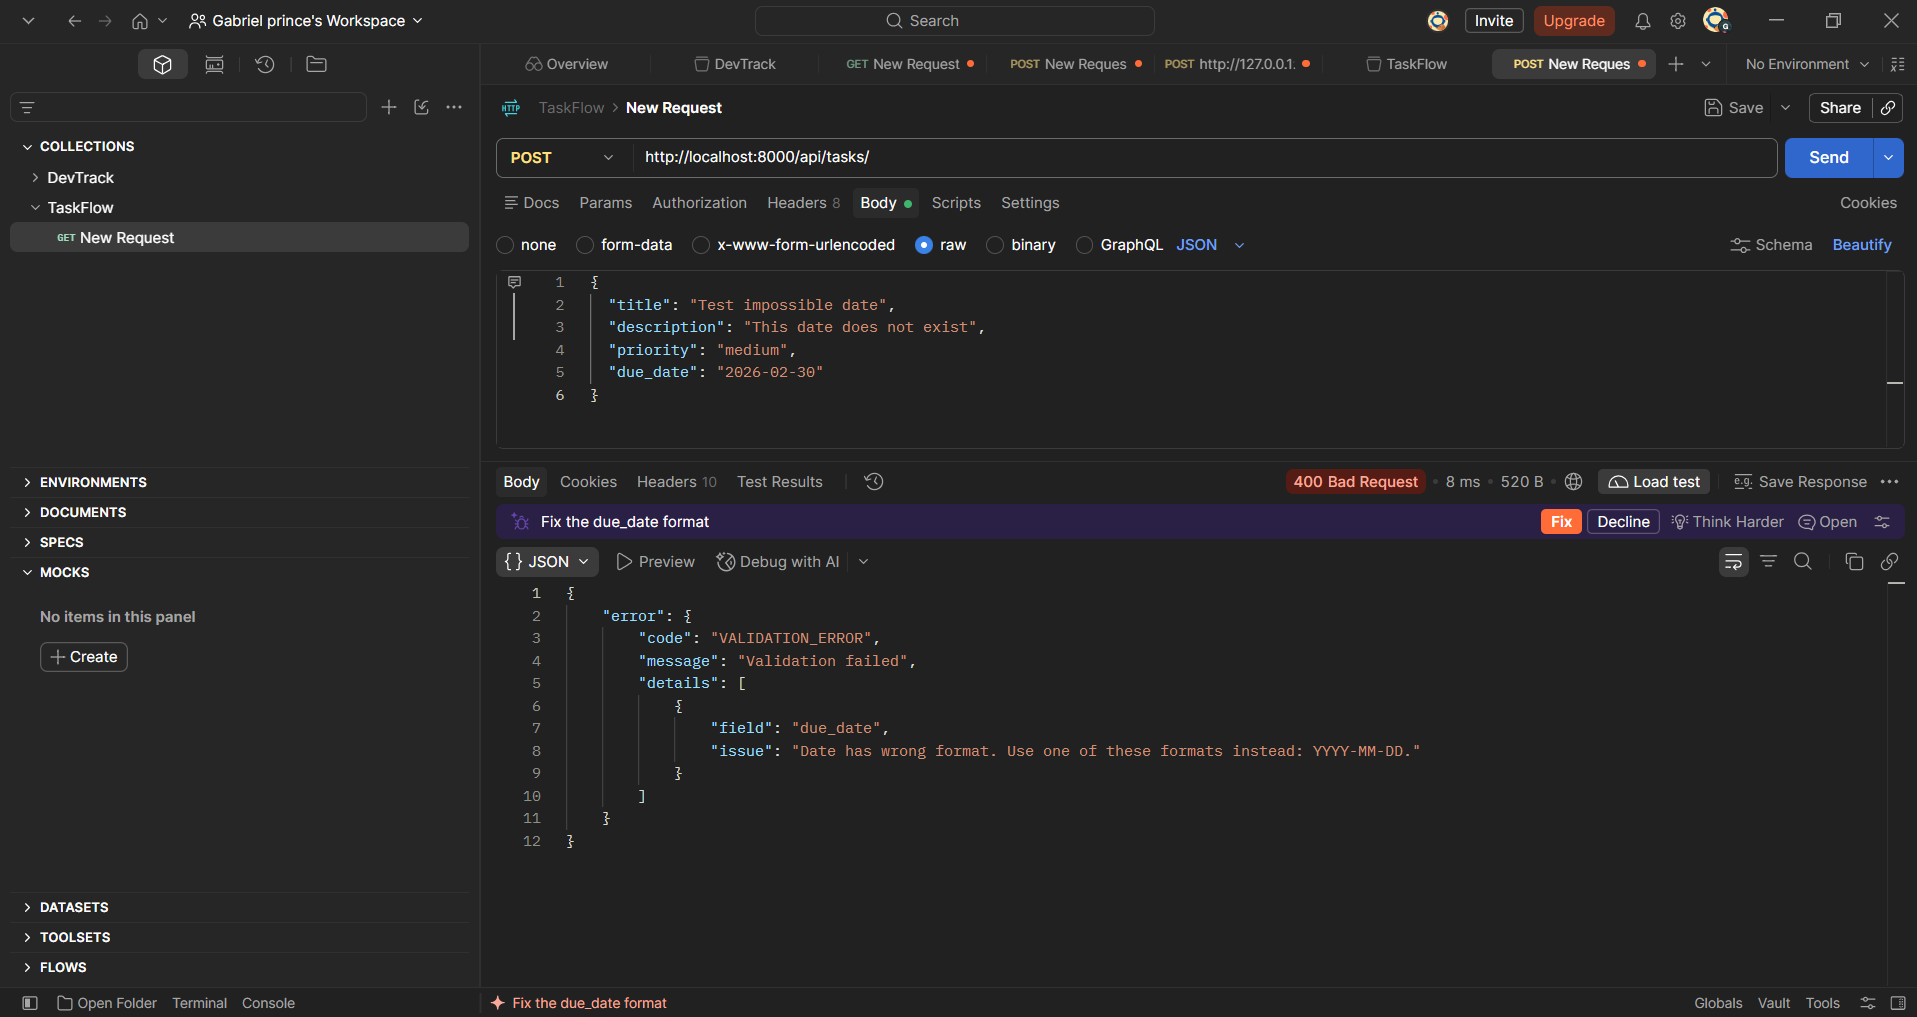 Gabriel prince's Workspace
Search
Invite
Upgrade
Overview
DevTrack
GET New Request
POST New Reques
POST http://127.0.0.1.
TaskFlow
POST New Reques
No Environment
HTTP TaskFlow > New Request
Save
Share
COLLECTIONS
DevTrack
TaskFlow
GET New Request
POST
http://localhost:8000/api/tasks/
Send
Docs
Params
Authorization
Headers 8
Body
Scripts
Settings
Cookies
none
form-data
x-www-form-urlencoded
raw
binary
GraphQL
JSON
Schema
Beautify
1 {
2 "title": "Test impossible date",
3 "description": "This date does not exist",
4 "priority": "medium",
5 "due_date": "2026-02-30"
6 }
ENVIRONMENTS
DOCUMENTS
SPECS
MOCKS
No items in this panel
Create
DATASETS
TOOLSETS
FLOWS
Body
Cookies
Headers 10
Test Results
400 Bad Request
8 ms
520 B
Load test
e.g. Save Response
Fix the due_date format
Fix
Decline
Think Harder
Open
{} JSON
Preview
Debug with AI
1 {
2 "error": {
3 "code": "VALIDATION_ERROR",
4 "message": "Validation failed",
5 "details": [
6 {
7 "field": "due_date",
8 "issue": "Date has wrong format. Use one of these formats instead: YYYY-MM-DD."
9 }
10 ]
11 }
12 }
Open Folder
Terminal
Console
Fix the due_date format
Globals
Vault
Tools